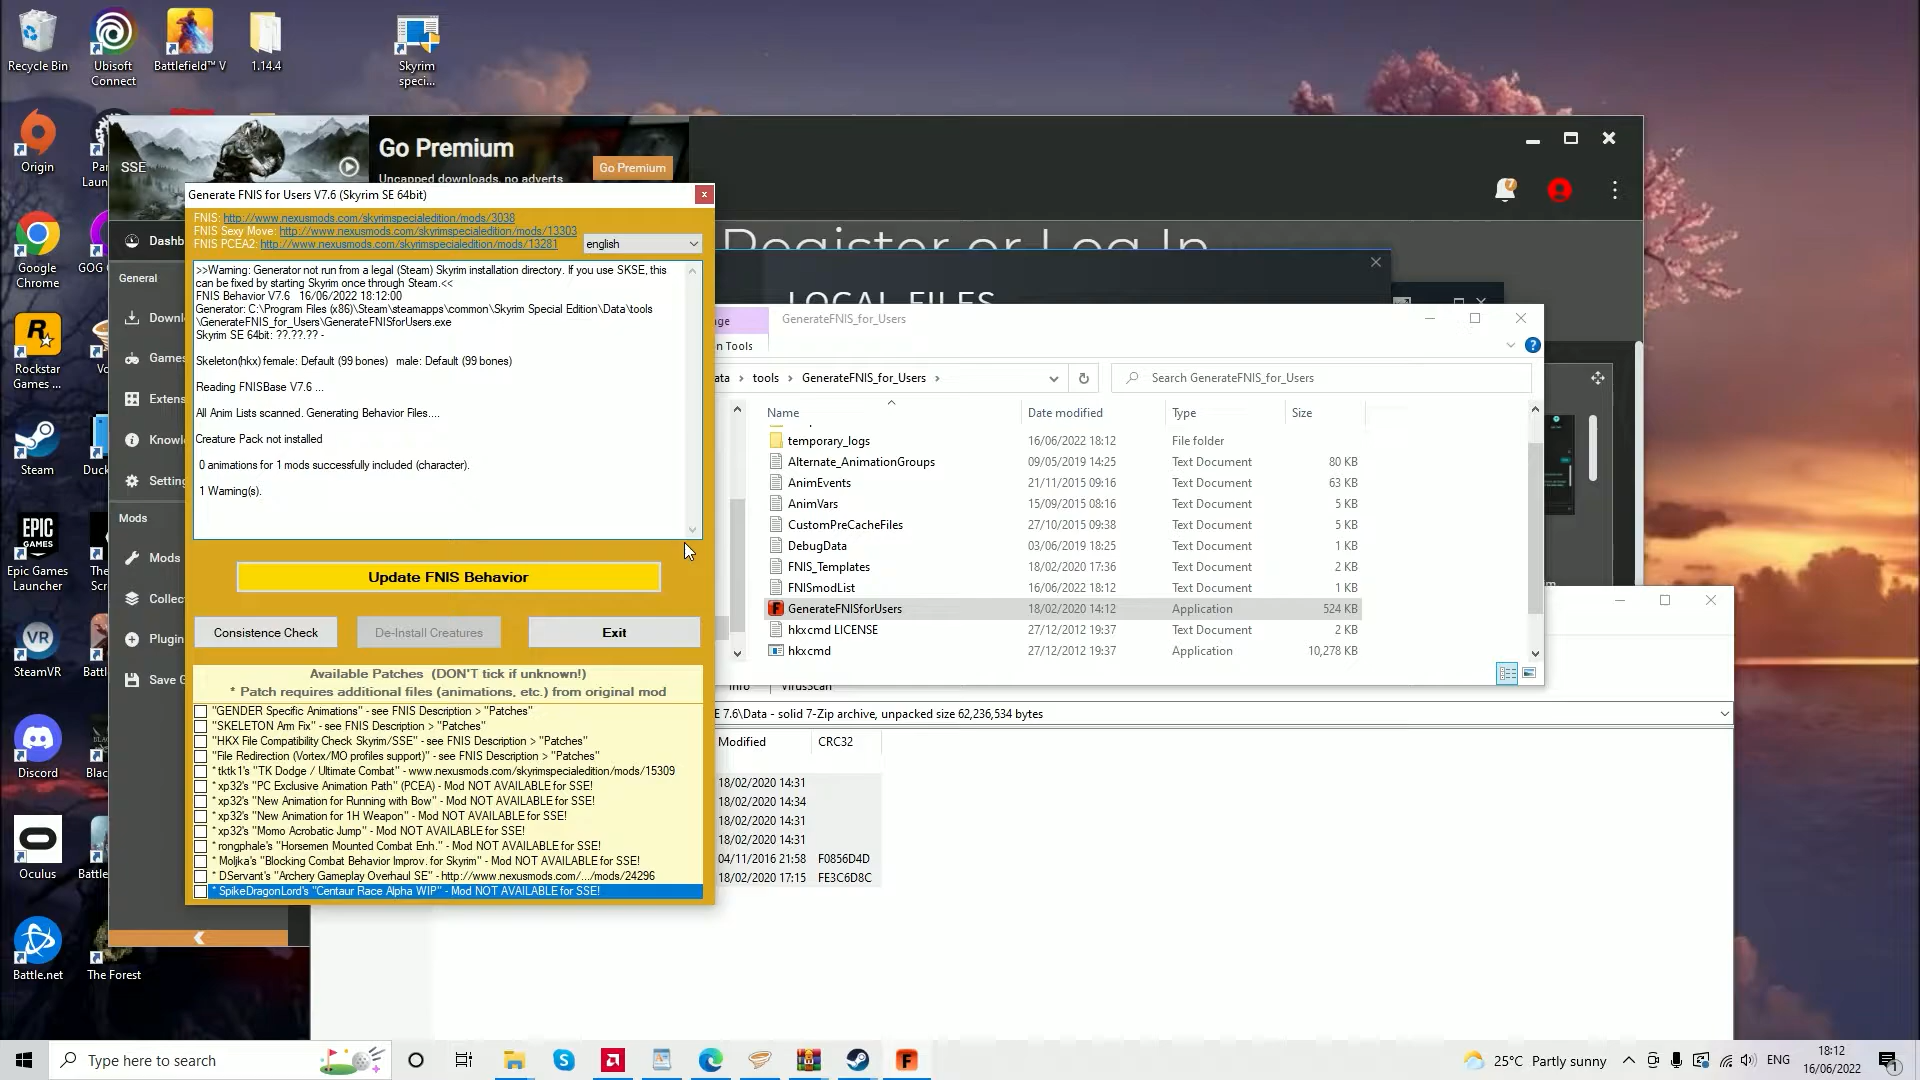 Recycle Bin
Ubisoft
Connect
Battlefield™ V
1.14.4
Skyrim
speci...
Origin
Google
Chrome
Rockstar
Games ...
Steam
Epic Games
Launcher
EPIC
GAMES
SteamVR
Discord
Oculus
Battle.net
The Forest
SSE
Go Premium
Uncapped downloads, no adverts
Go Premium
General
Mods
Mods
Register or Log In
LOCAL FILES
Generate FNIS for Users V7.6 (Skyrim SE 64bit)
FNIS: http://www.nexusmods.com/skyrimspecialedition/mods/3038
FNIS Sexy Move: http://www.nexusmods.com/skyrimspecialedition/mods/13303
FNIS PCEA2: http://www.nexusmods.com/skyrimspecialedition/mods/13281
english
>>Warning: Generator not run from a legal (Steam) Skyrim installation directory. If you use SKSE, this
can be fixed by starting Skyrim once through Steam.<<
FNIS Behavior V7.6 16/06/2022 18:12:00
Generator: C:\Program Files (x86)\Steam\steamapps\common\Skyrim Special Edition\Data\tools
\GenerateFNIS_for_Users\GenerateFNISforUsers.exe
Skyrim SE 64bit: ??.??.?? -
Skeleton(hkx) female: Default (99 bones) male: Default (99 bones)
Reading FNISBase V7.6 ...
All Anim Lists scanned. Generating Behavior Files....
Creature Pack not installed
0 animations for 1 mods successfully included (character).
1 Warning(s).
Update FNIS Behavior
Consistence Check
De-Install Creatures
Exit
Available Patches (DON'T tick if unknown!)
* Patch requires additional files (animations, etc.) from original mod
"GENDER Specific Animations" - see FNIS Description > "Patches"
"SKELETON Arm Fix" - see FNIS Description > "Patches"
"HKX File Compatibility Check Skyrim/SSE" - see FNIS Description > "Patches"
"File Redirection (Vortex/MO profiles support)" - see FNIS Description > "Patches"
* tktk1's "TK Dodge / Ultimate Combat" - www.nexusmods.com/skyrimspecialedition/mods/15309
* xp32's "PC Exclusive Animation Path" (PCEA) - Mod NOT AVAILABLE for SSE!
* xp32's "New Animation for Running with Bow" - Mod NOT AVAILABLE for SSE!
* xp32's "New Animation for 1H Weapon" - Mod NOT AVAILABLE for SSE!
* xp32's "Momo Acrobatic Jump" - Mod NOT AVAILABLE for SSE!
* rongphale's "Horsemen Mounted Combat Enh." - Mod NOT AVAILABLE for SSE!
* Moljka's "Blocking Combat Behavior Improv. for Skyrim" - Mod NOT AVAILABLE for SSE!
* DServant's "Archery Gameplay Overhaul SE" - http://www.nexusmods.com/.../mods/24296
* SpikeDragonLord's "Centaur Race Alpha WIP" - Mod NOT AVAILABLE for SSE!
GenerateFNIS_for_Users
Tools
tools > GenerateFNIS_for_Users >
Search GenerateFNIS_for_Users
Name Date modified Type Size
temporary_logs 16/06/2022 18:12 File folder
Alternate_AnimationGroups 09/05/2019 14:25 Text Document 80 KB
AnimEvents 21/11/2015 09:16 Text Document 63 KB
AnimVars 15/09/2015 08:16 Text Document 5 KB
CustomPreCacheFiles 27/10/2015 09:38 Text Document 5 KB
DebugData 03/06/2019 18:25 Text Document 1 KB
FNIS_Templates 18/02/2020 17:36 Text Document 2 KB
FNISmodList 16/06/2022 18:12 Text Document 1 KB
GenerateFNISforUsers 18/02/2020 14:12 Application 524 KB
hkxcmd LICENSE 27/12/2012 19:37 Text Document 2 KB
hkxcmd 27/12/2012 19:37 Application 10,278 KB
Info VirusScan
E 7.6\Data - solid 7-Zip archive, unpacked size 62,236,534 bytes
Modified CRC32
18/02/2020 14:31
18/02/2020 14:34
18/02/2020 14:31
18/02/2020 14:31
04/11/2016 21:58 F0856D4D
18/02/2020 17:15 FE3C6D8C
Type here to search
25°C Partly sunny
ENG
18:12
16/06/2022